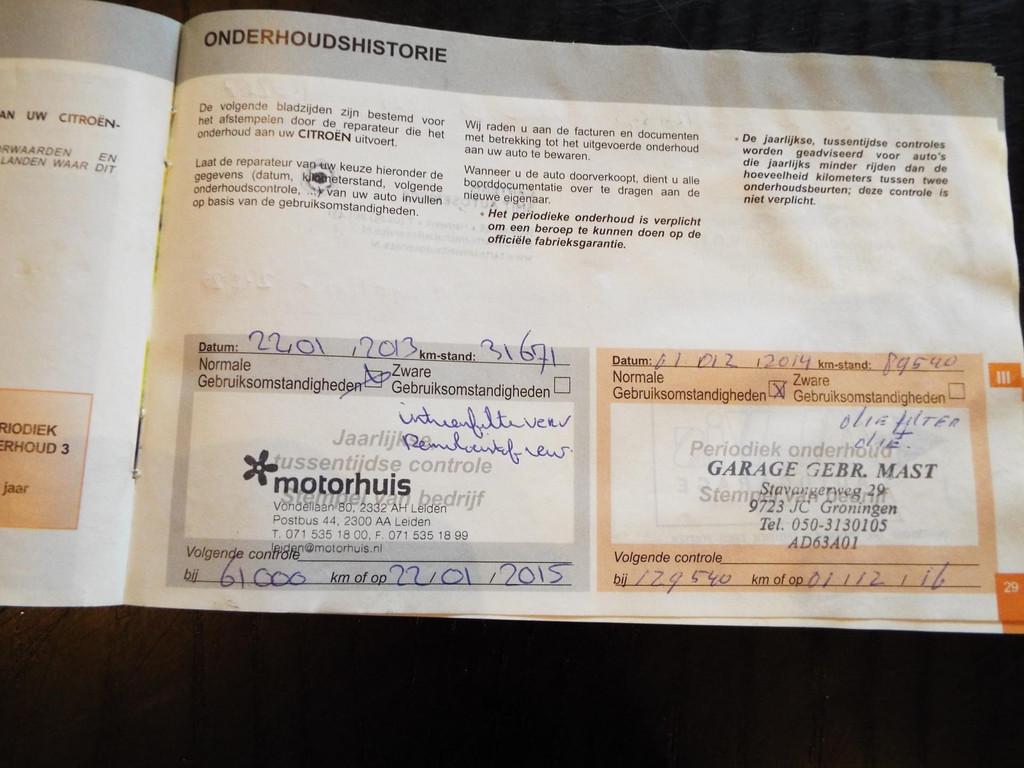 AN UW CITROËN-
RWAARDEN EN
LANDEN WAAR DIT
RIODIEK
ERHOUD 3
jaar
ONDERHOUDSHISTORIE
De volgende bladzijden zijn bestemd voor
het afstempelen door de reparateur die het
onderhoud aan uw CITROËN uitvoert.
Laat de reparateur van uw keuze hieronder de
gegevens (datum, kilometerstand, volgende
onderhoudscontrole, ...) van uw auto invullen
op basis van de gebruiksomstandigheden.
Wij raden u aan de facturen en documenten
met betrekking tot het uitgevoerde onderhoud
aan uw auto te bewaren.
Wanneer u de auto doorverkoopt, dient u alle
boorddocumentatie over te dragen aan de
nieuwe eigenaar.
• Het periodieke onderhoud is verplicht
om een beroep te kunnen doen op de
officiële fabrieksgarantie.
• De jaarlijkse, tussentijdse controles
worden geadviseerd voor auto's
die jaarlijks minder rijden dan de
hoeveelheid kilometers tussen twee
onderhoudsbeurten; deze controle is
niet verplicht.
Datum: 22,01 ,2013 km-stand: 31671
Normale
Gebruiksomstandigheden
Zware
Gebruiksomstandigheden
Jaarlijkse
tussentijdse controle
Stempel van bedrijf
motorhuis
Vondellaan 80, 2332 AH Leiden
Postbus 44, 2300 AA Leiden
T. 071 535 18 00, F. 071 535 18 99
leiden@motorhuis.nl
Volgende controle
bij 61000 km of op 22/01 ,2015
Datum: 01 012 ,2014 km-stand: 89540
Normale
Gebruiksomstandigheden X
Zware
Gebruiksomstandigheden
OLIE FILTER
+
OLIE.
Periodiek onderhoud
Stempel van bedrijf
GARAGE GEBR. MAST
Stavangerweg 29
9723 JC Groningen
Tel. 050-3130105
AD63A01
Volgende controle
bij 129540 km of op 01/12 , 16
III
29